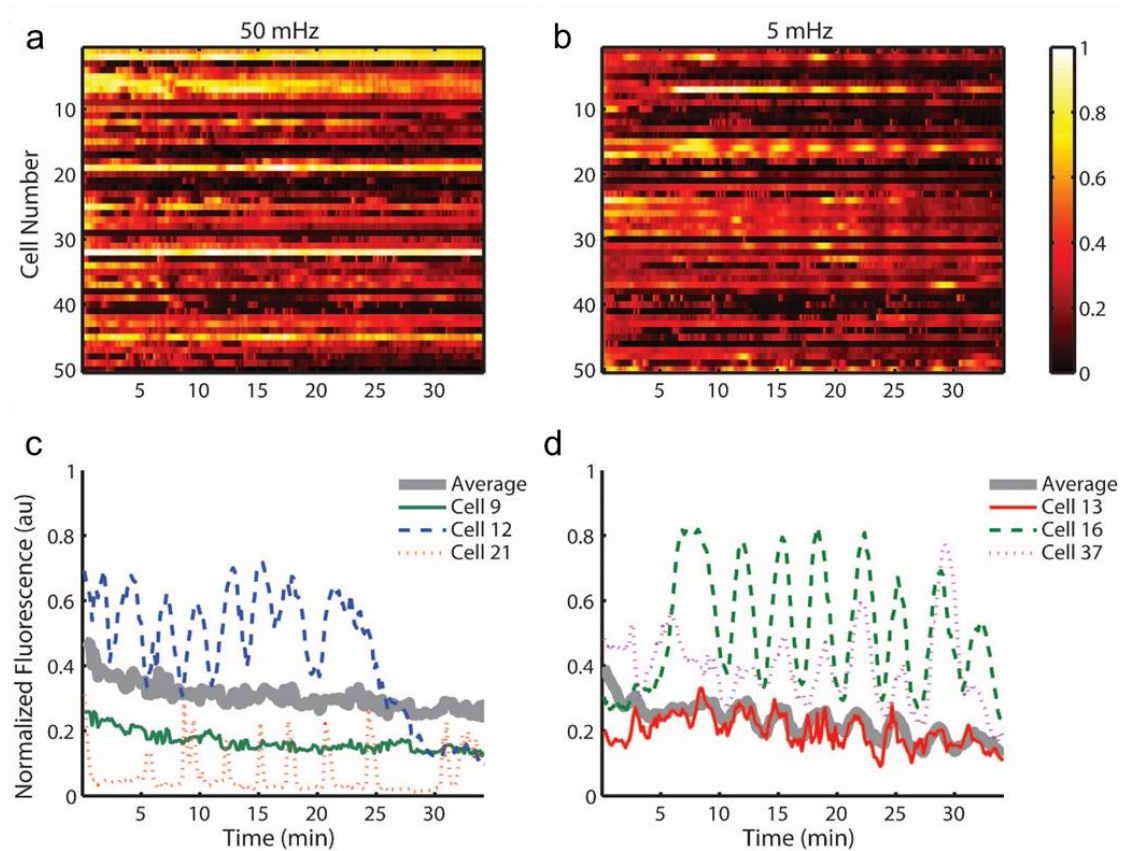 a
50 mHz
b
5 mHz
Cell Number
10
20
30
40
50
5
10
15
20
25
30
10
20
30
40
50
5
10
15
20
25
30
1
0.8
0.6
0.4
0.2
0
c
Normalized Fluorescence (au)
1
0.8
0.6
0.4
0.2
0
Average
Cell 9
Cell 12
Cell 21
5
10
15
20
25
30
Time (min)
d
1
0.8
0.6
0.4
0.2
0
Average
Cell 13
Cell 16
Cell 37
5
10
15
20
25
30
Time (min)